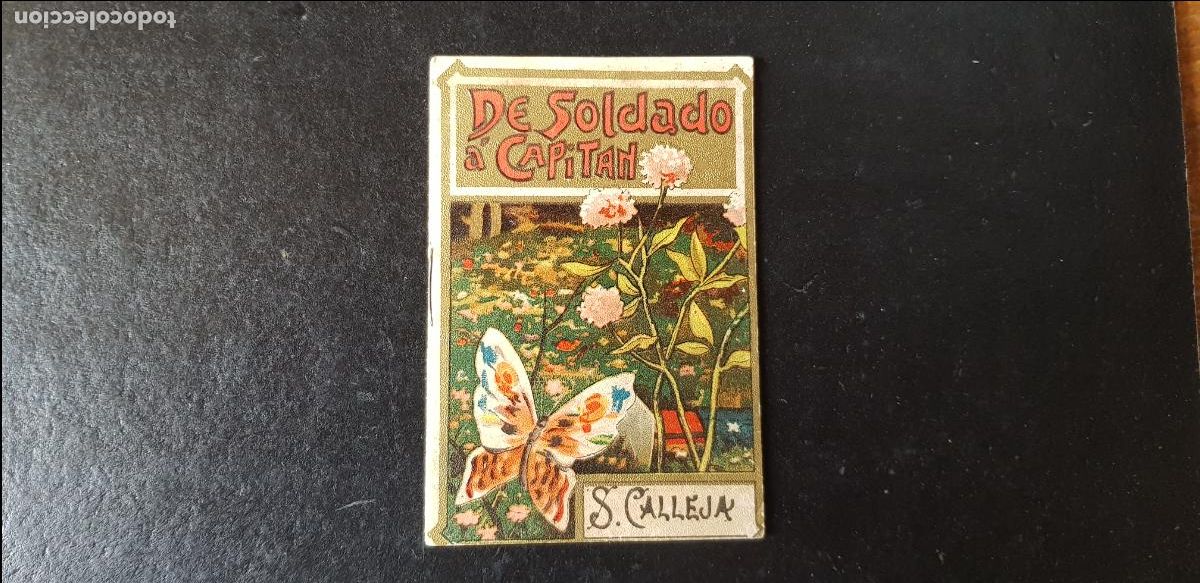 todocoleccion
De Soldado
á CAPiTAN
S. CALLEJA